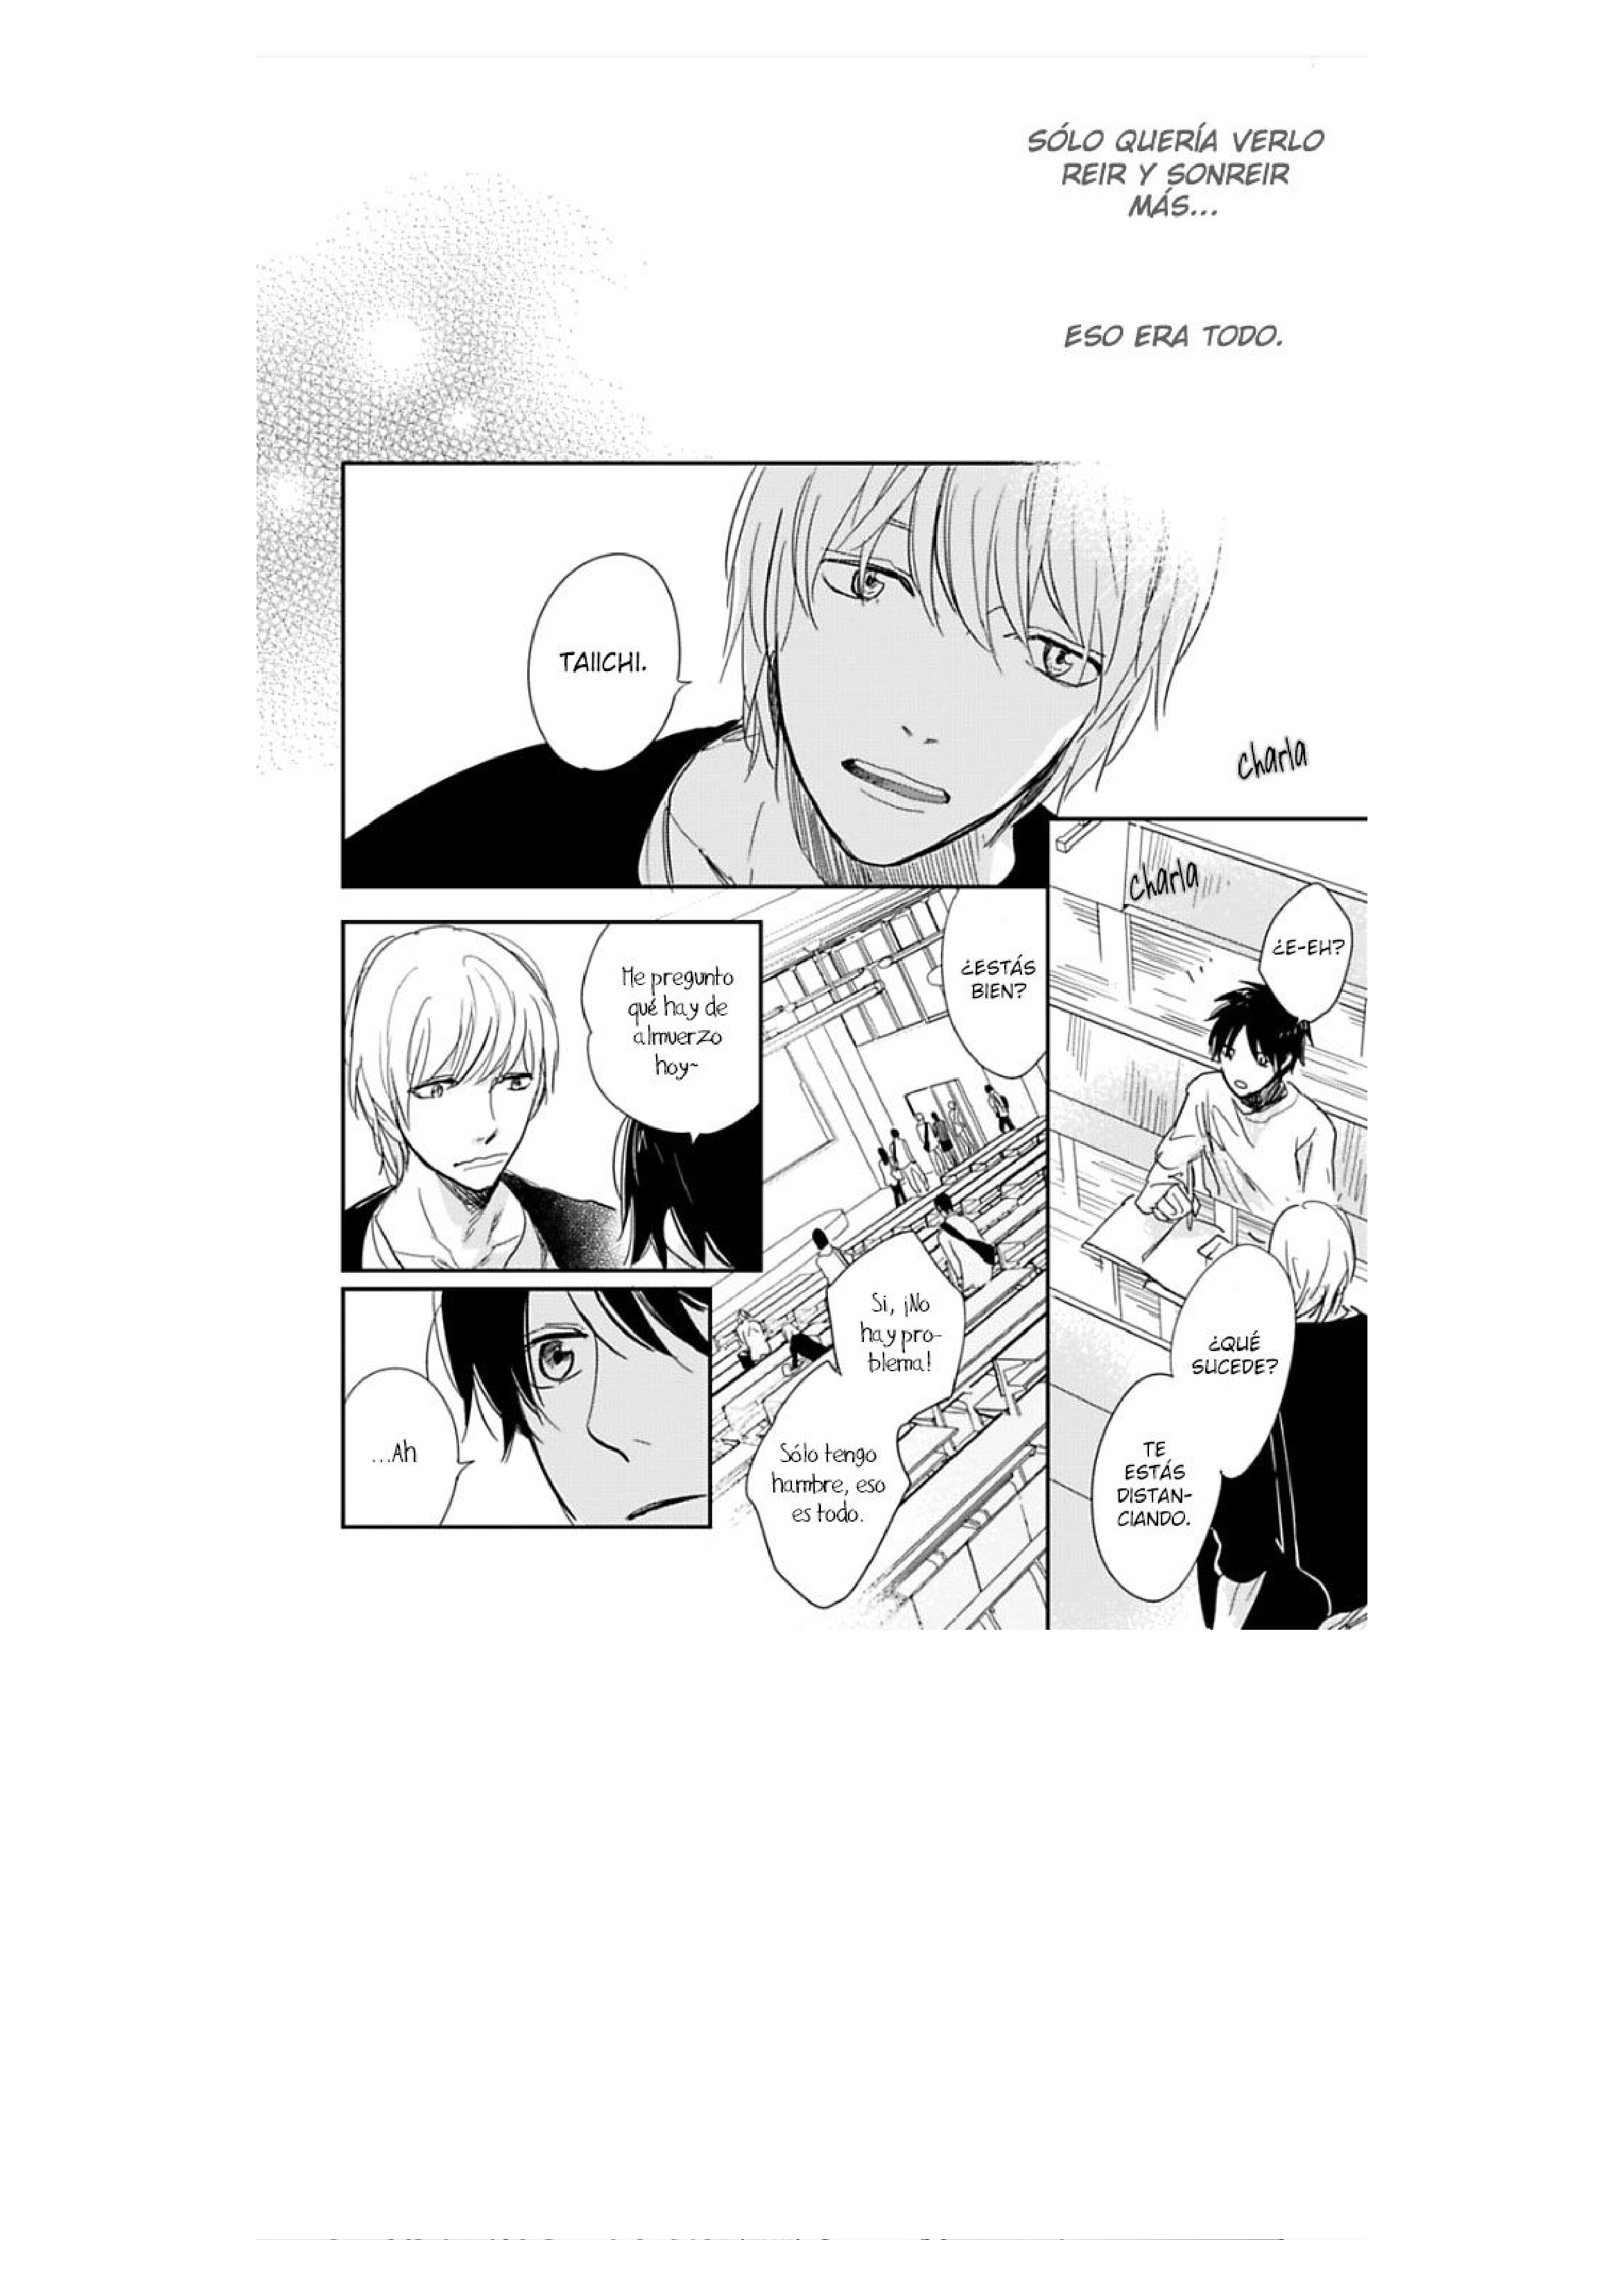 SÓLO QUERÍA VERLO
REIR Y SONREIR
MÁS...
ESO ERA TODO.
TAIICHI.
charla
charla
¿E-EH?
¿QUÉ
SUCEDE?
TE
ESTÁS
DISTAN-
CIANDO.
¿ESTÁS
BIEN?
Si, ¡No
hay pro-
blema!
Sólo tengo
hambre, eso
es todo.
Me pregunto
qué hay de
almuerzo
hoy~
...Ah